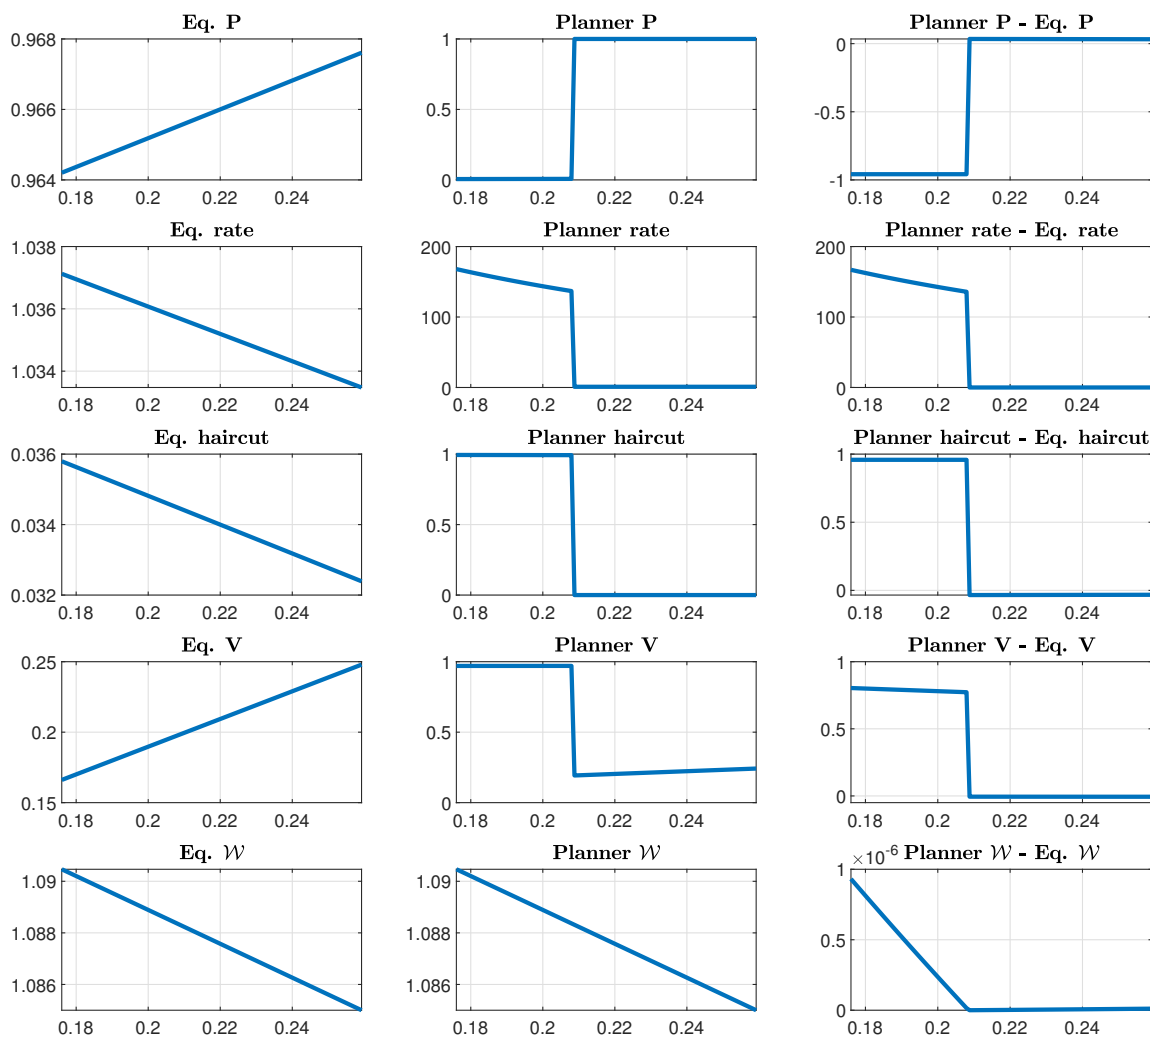 Eq. P
0.968
0.966
0.964
0.18 0.2 0.22 0.24
Planner P
1
0.5
0
0.18 0.2 0.22 0.24
Planner P - Eq. P
0
-0.5
-1
0.18 0.2 0.22 0.24
Eq. rate
1.038
1.036
1.034
0.18 0.2 0.22 0.24
Planner rate
200
100
0
0.18 0.2 0.22 0.24
Planner rate - Eq. rate
200
100
0
0.18 0.2 0.22 0.24
Eq. haircut
0.036
0.034
0.032
0.18 0.2 0.22 0.24
Planner haircut
1
0.5
0
0.18 0.2 0.22 0.24
Planner haircut - Eq. haircut
1
0.5
0
0.18 0.2 0.22 0.24
Eq. V
0.25
0.2
0.15
0.18 0.2 0.22 0.24
Planner V
1
0.5
0
0.18 0.2 0.22 0.24
Planner V - Eq. V
1
0.5
0
0.18 0.2 0.22 0.24
Eq. 𝒲
1.09
1.088
1.086
0.18 0.2 0.22 0.24
Planner 𝒲
1.09
1.088
1.086
0.18 0.2 0.22 0.24
Planner 𝒲 - Eq. 𝒲
×10⁻⁶
1
0.5
0
0.18 0.2 0.22 0.24